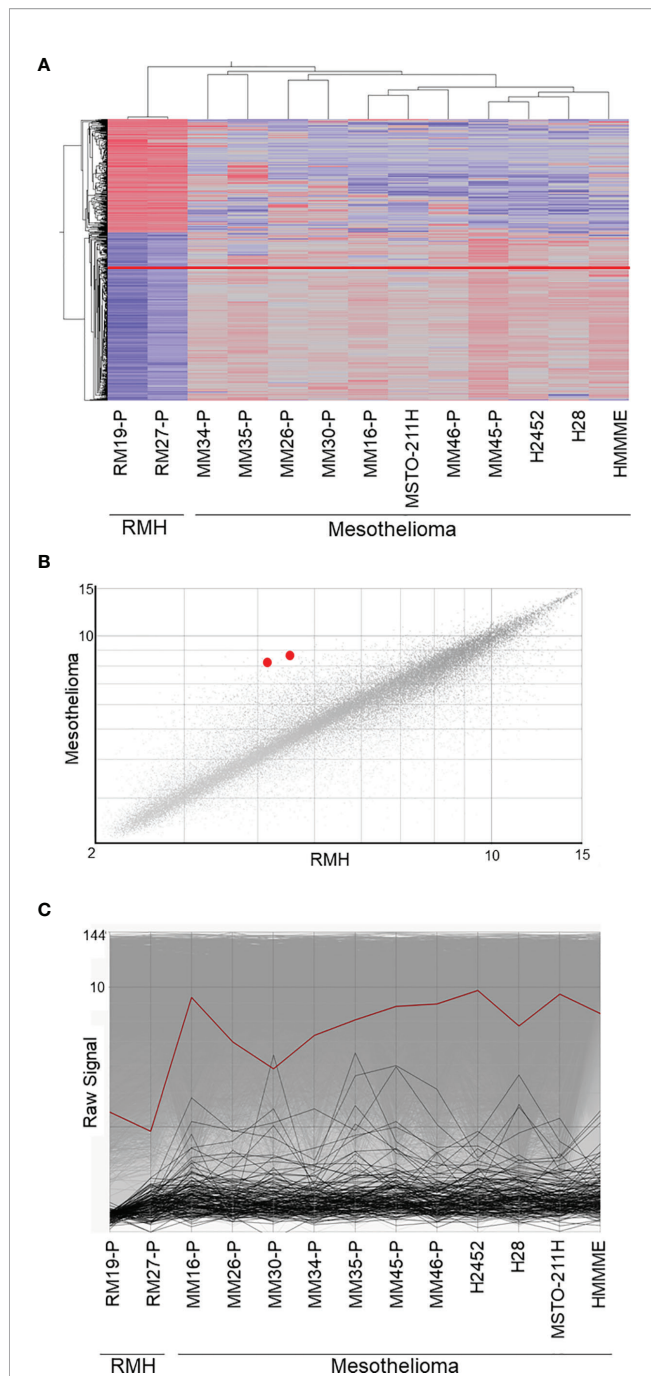 A
RM19-P RM27-P MM34-P MM35-P MM26-P MM30-P MM16-P MSTO-211H MM46-P MM45-P H2452 H28 HMMME
RMH Mesothelioma
B
15
10
Mesothelioma
2 10 15
RMH
C
144
10
Raw Signal
RM19-P RM27-P MM16-P MM26-P MM30-P MM34-P MM35-P MM45-P MM46-P H2452 H28 MSTO-211H HMMME
RMH Mesothelioma